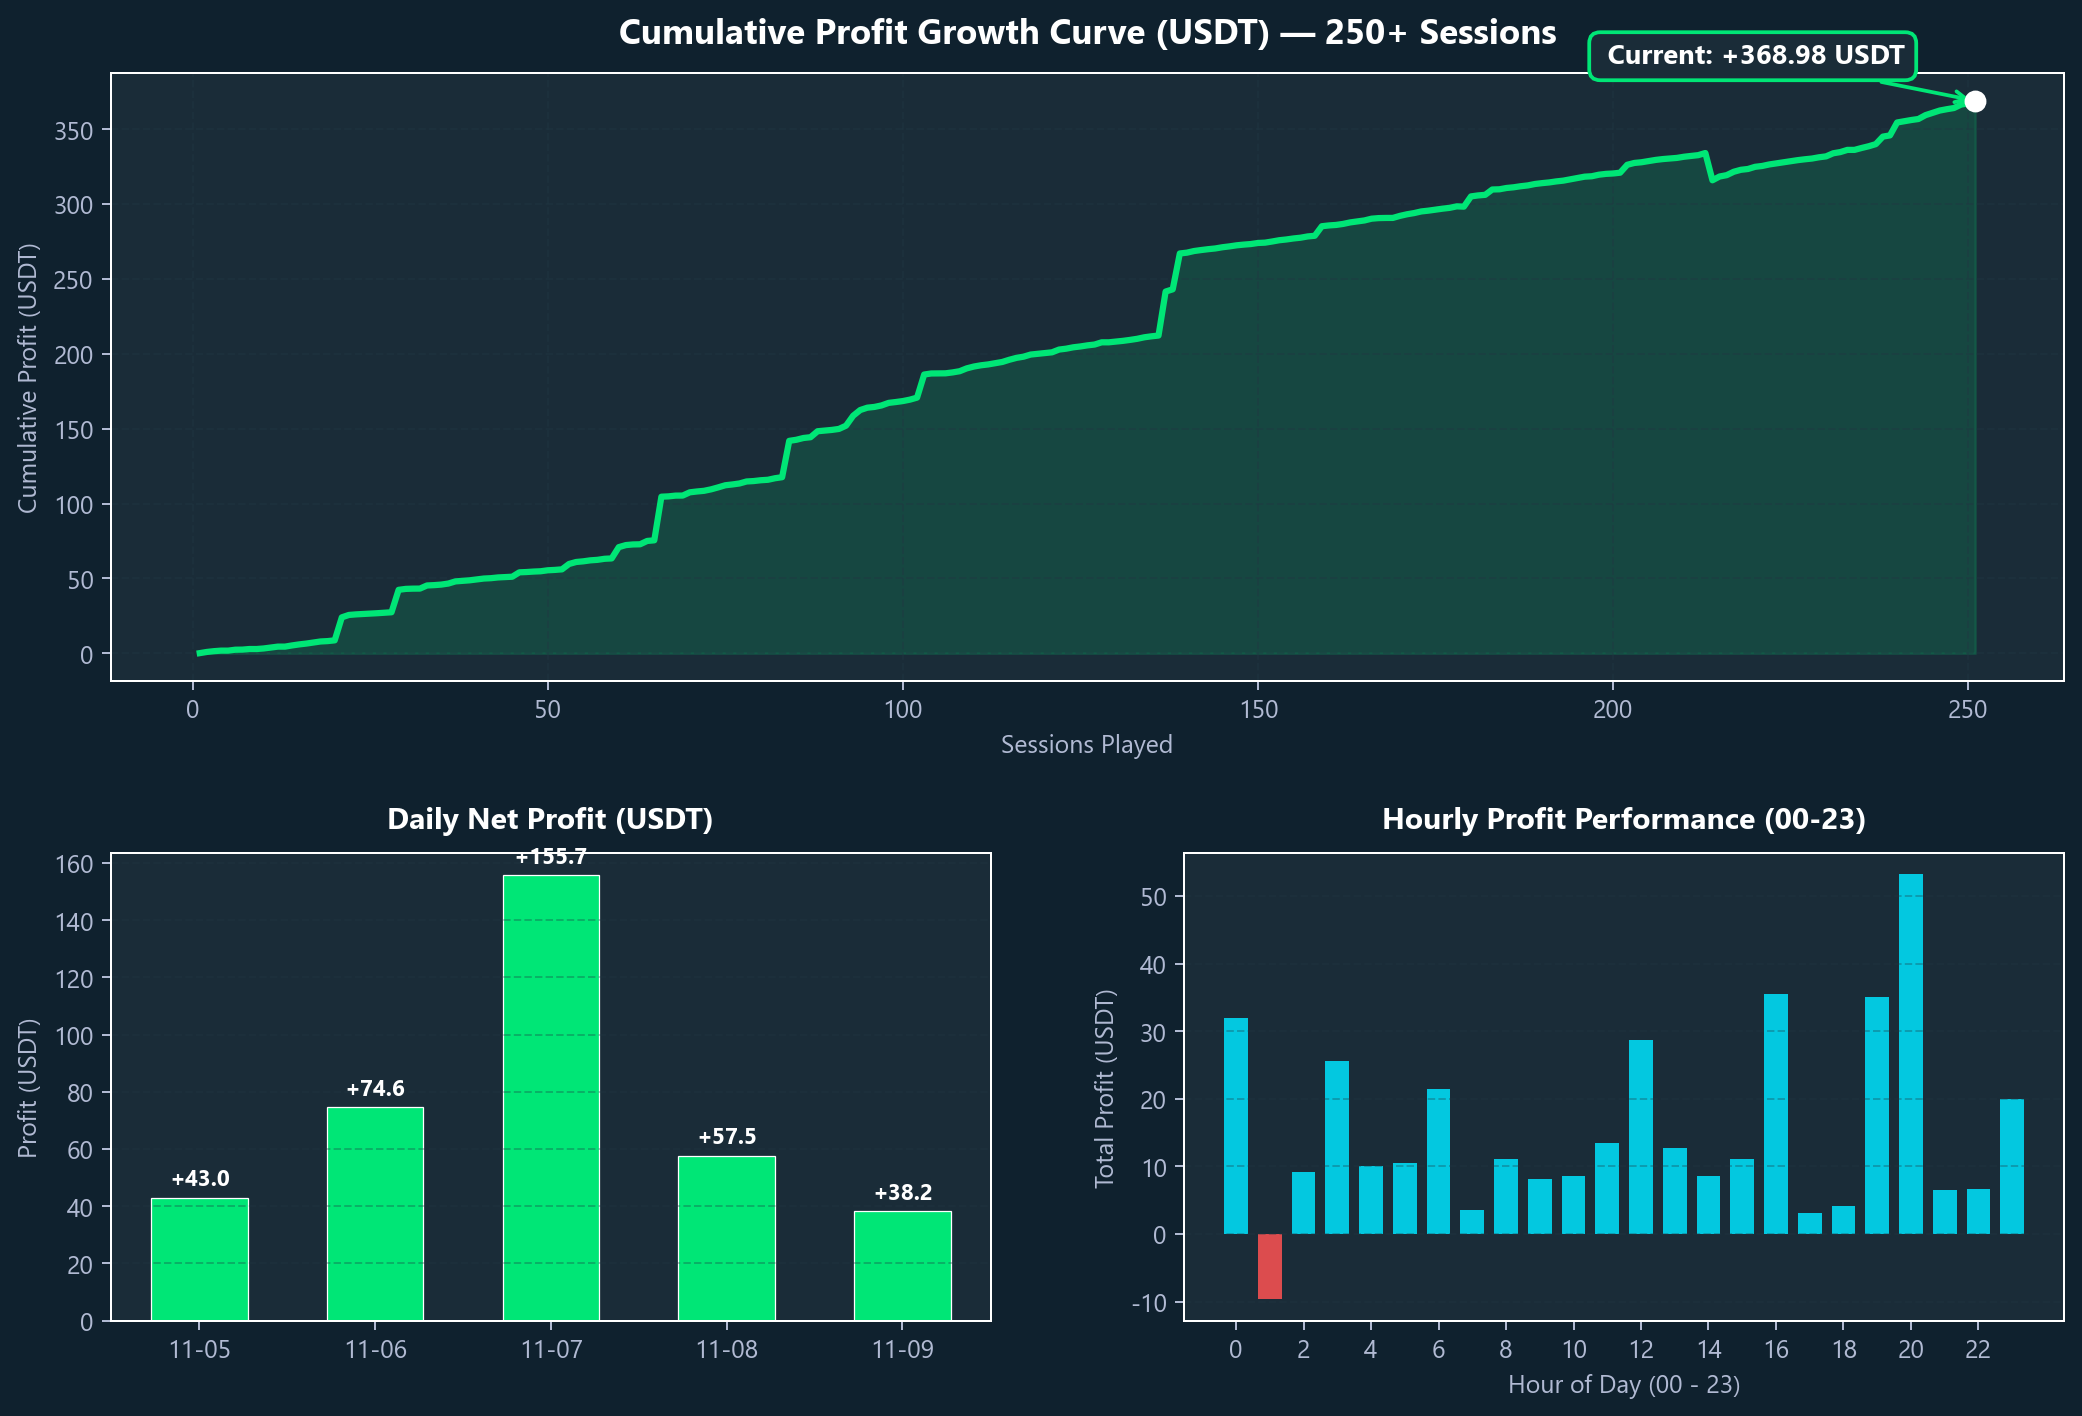 Cumulative Profit Growth Curve (USDT) — 250+ Sessions
Current: +368.98 USDT
Cumulative Profit (USDT)
350
300
250
200
150
100
50
0
0 50 100 150 200 250
Sessions Played
Daily Net Profit (USDT)
Profit (USDT)
160
140
120
100
80
60
40
20
0
+43.0
+74.6
+155.7
+57.5
+38.2
11-05 11-06 11-07 11-08 11-09
Hourly Profit Performance (00-23)
Total Profit (USDT)
50
40
30
20
10
0
-10
0 2 4 6 8 10 12 14 16 18 20 22
Hour of Day (00 - 23)